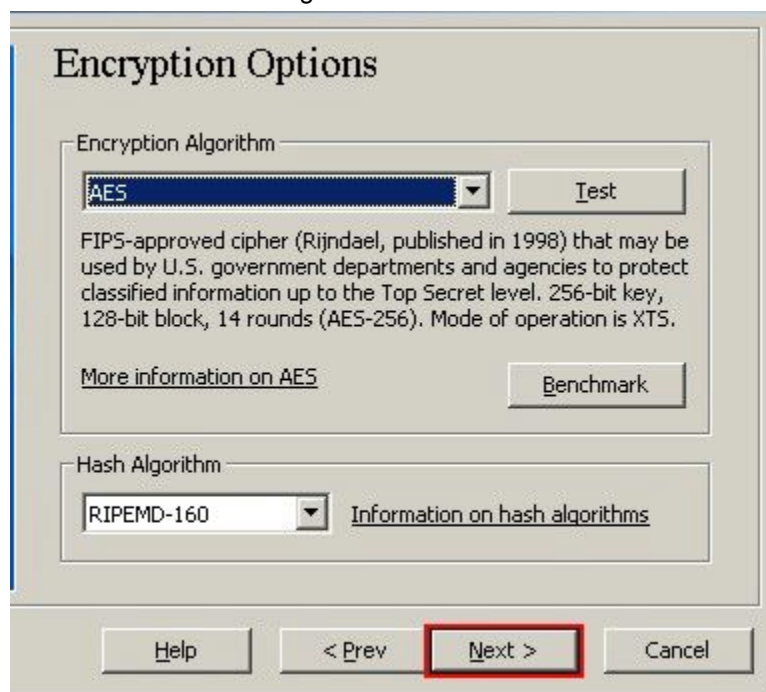 Encryption Options
Encryption Algorithm
AES
Test
FIPS-approved cipher (Rijndael, published in 1998) that may be
used by U.S. government departments and agencies to protect
classified information up to the Top Secret level. 256-bit key,
128-bit block, 14 rounds (AES-256). Mode of operation is XTS.
More information on AES
Benchmark
Hash Algorithm
RIPEMD-160
Information on hash algorithms
Help
< Prev
Next >
Cancel